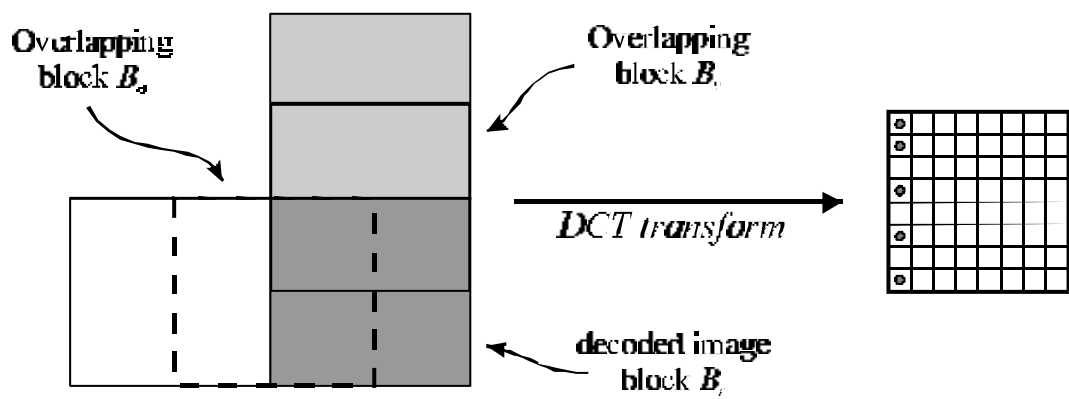 Overlapping
block B
Overlapping
block B
DCT transform
decoded image
block B